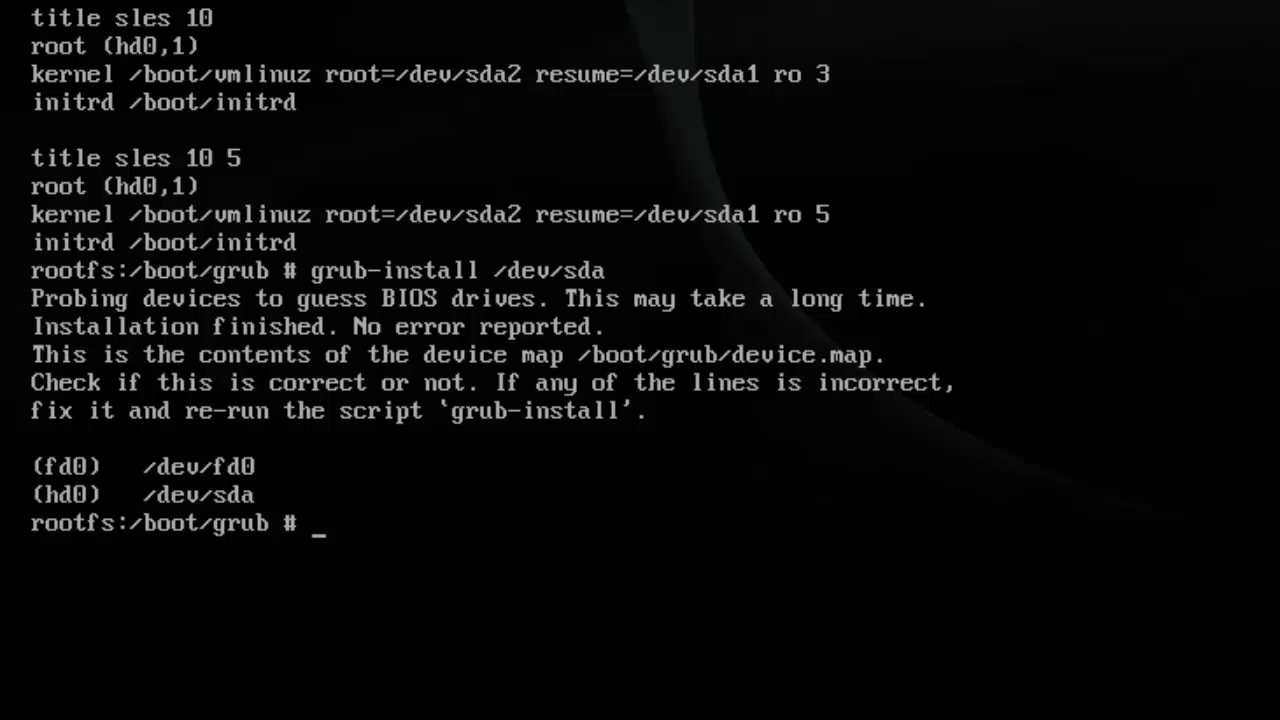 title sles 10
root (hd0,1)
kernel /boot/vmlinuz root=/dev/sda2 resume=/dev/sda1 ro 3
initrd /boot/initrd

title sles 10 5
root (hd0,1)
kernel /boot/vmlinuz root=/dev/sda2 resume=/dev/sda1 ro 5
initrd /boot/initrd
rootfs:/boot/grub # grub-install /dev/sda
Probing devices to guess BIOS drives. This may take a long time.
Installation finished. No error reported.
This is the contents of the device map /boot/grub/device.map.
Check if this is correct or not. If any of the lines is incorrect,
fix it and re-run the script `grub-install'.

(fd0)   /dev/fd0
(hd0)   /dev/sda
rootfs:/boot/grub # _